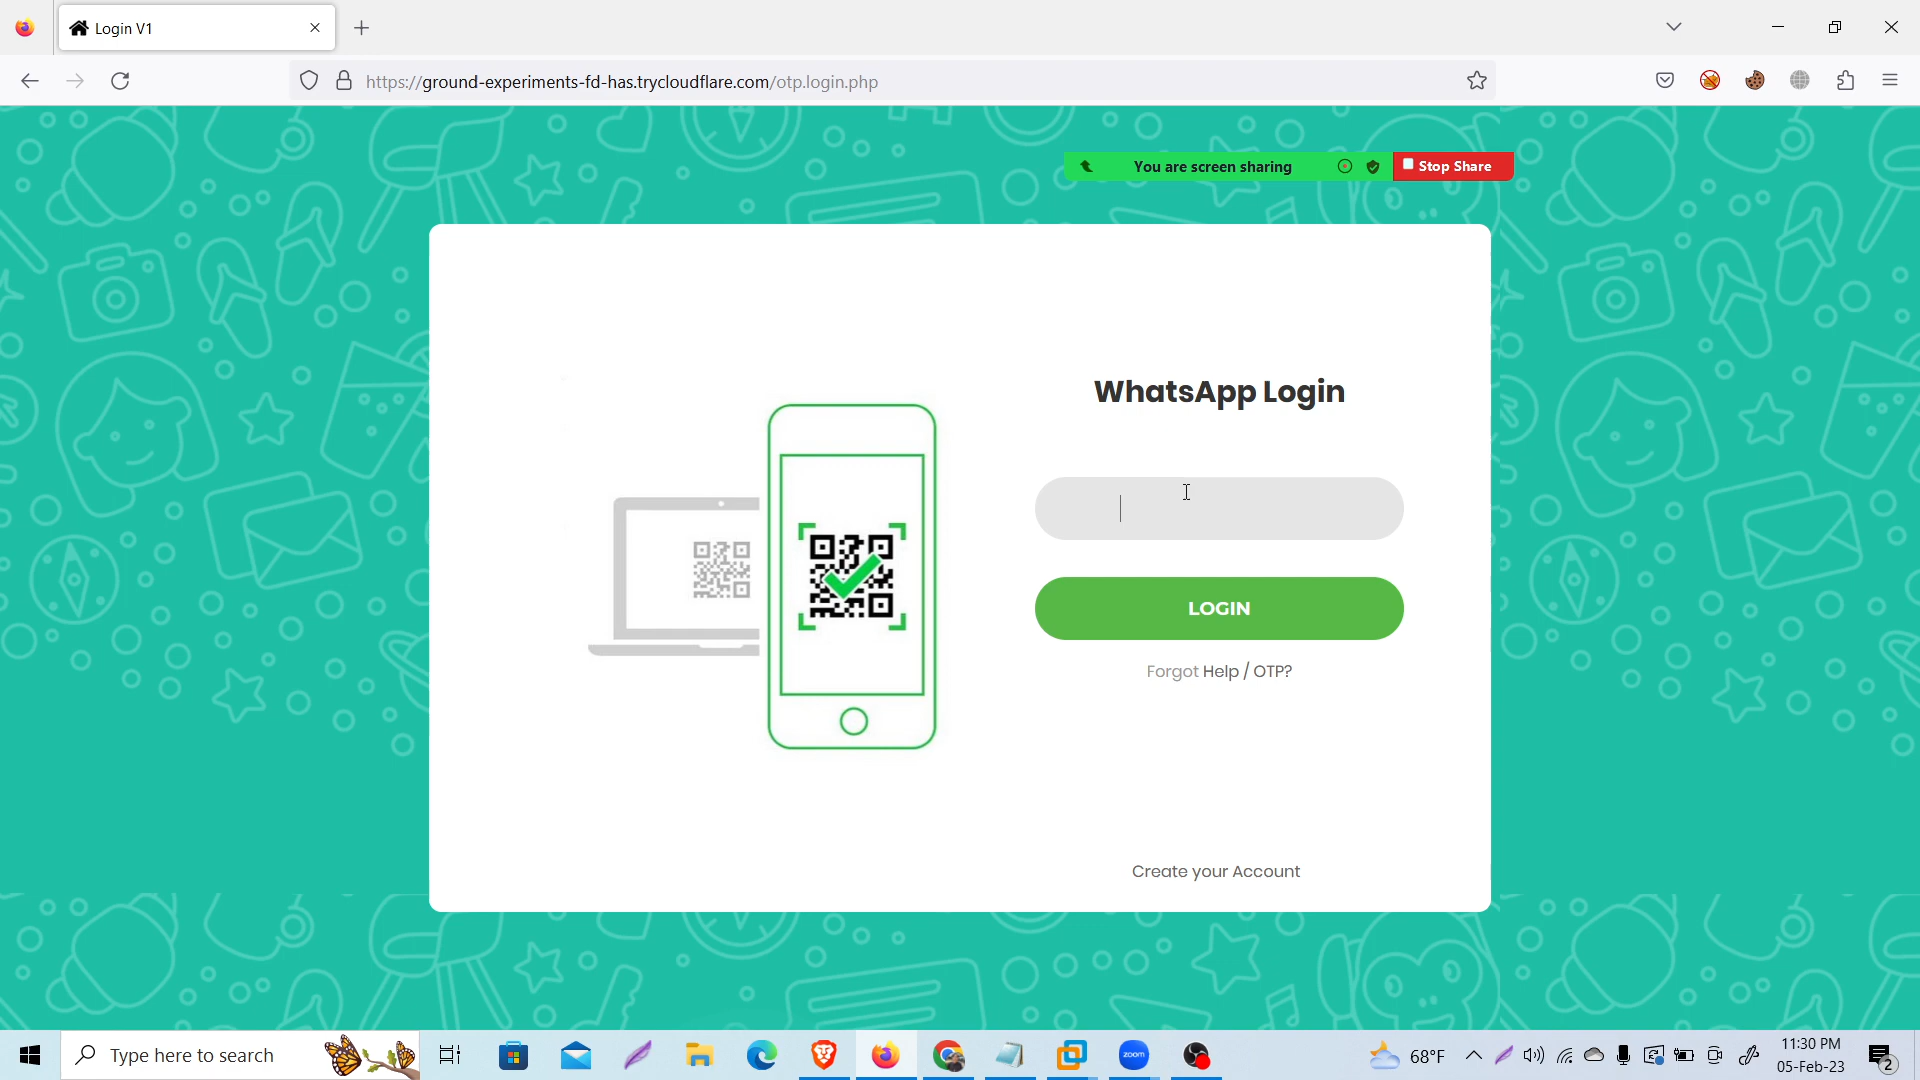 Login V1
https://ground-experiments-fd-has.trycloudflare.com/otp.login.php
You are screen sharing
Stop Share
WhatsApp Login
LOGIN
Forgot Help / OTP?
Create your Account
Type here to search
zoom
68°F
11:30 PM
05-Feb-23
2